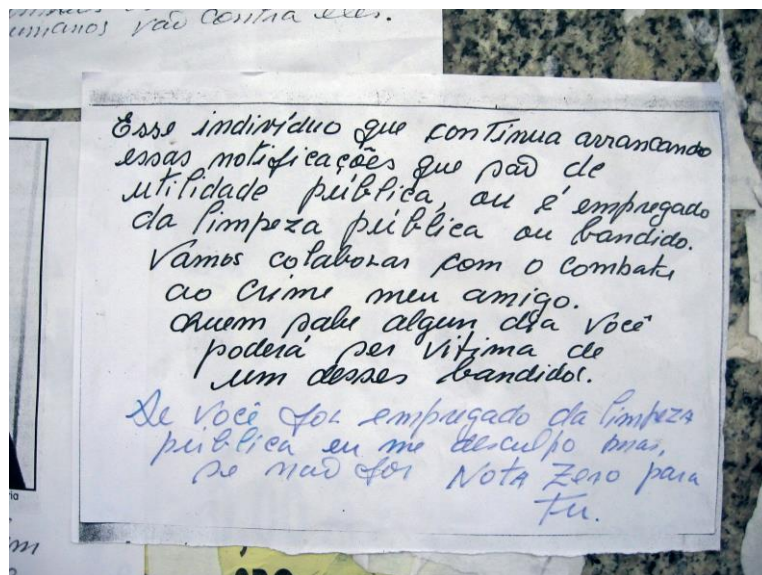 umanos vão contra eles.
Esse indivíduo que continua arrancando
essas notificações que são de
utilidade pública, ou é empregado
da limpeza pública ou bandido.
Vamos colaborar com o combate
ao crime meu amigo.
Quem sabe algun dia você
poderá ser vitima de
um desses bandidos.
Se você for empregado da limpeza
pública eu me desculpo mas,
se não for Nota Zero para
Tu.